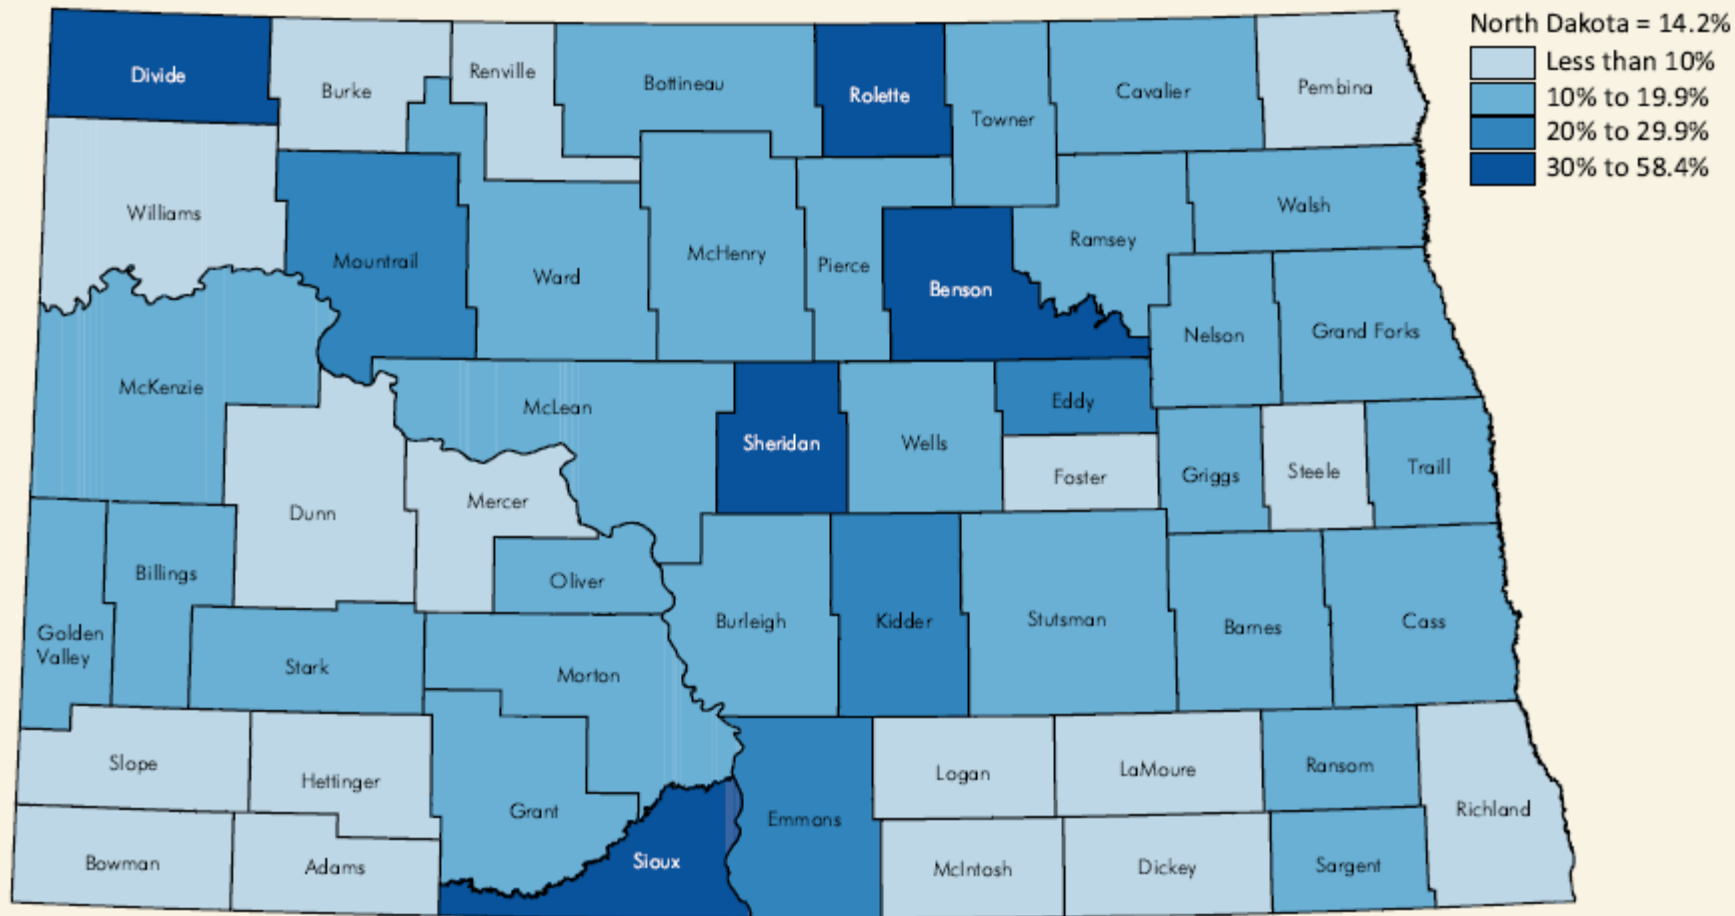 North Dakota = 14.2%
Less than 10%
10% to 19.9%
20% to 29.9%
30% to 58.4%
Divide
Burke
Renville
Bottineau
Rolette
Towner
Cavalier
Pembina
Williams
Mountrail
Ward
McHenry
Pierce
Benson
Ramsey
Walsh
Nelson
Grand Forks
McKenzie
McLean
Sheridan
Wells
Eddy
Foster
Griggs
Steele
Traill
Dunn
Mercer
Billings
Oliver
Golden
Valley
Stark
Morton
Burleigh
Kidder
Stutsman
Barnes
Cass
Slope
Hettinger
Grant
Emmons
Logan
LaMoure
Ransom
Richland
Bowman
Adams
Sioux
McIntosh
Dickey
Sargent